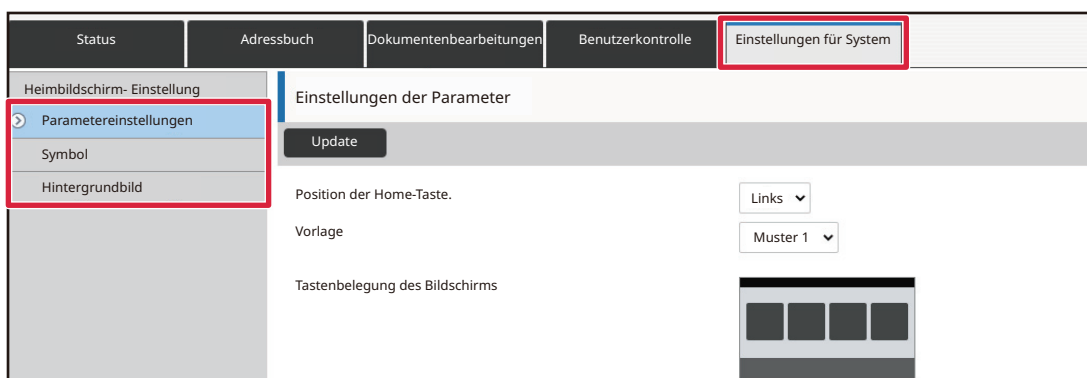 Status
Adressbuch
Dokumentenbearbeitungen
Benutzerkontrolle
Einstellungen für System
Heimbildschirm- Einstellung
Parametereinstellungen
Symbol
Hintergrundbild
Einstellungen der Parameter
Update
Position der Home-Taste.
Links
Vorlage
Muster 1
Tastenbelegung des Bildschirms